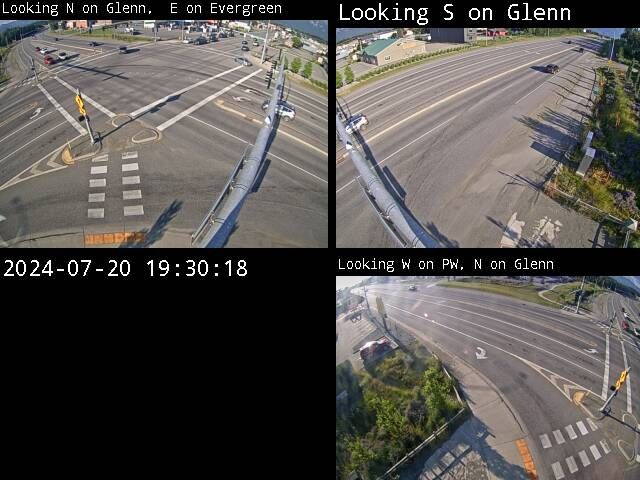 Looking N on Glenn,  E on Evergreen
Looking S on Glenn
2024-07-20 19:30:18
Looking W on PW, N on Glenn